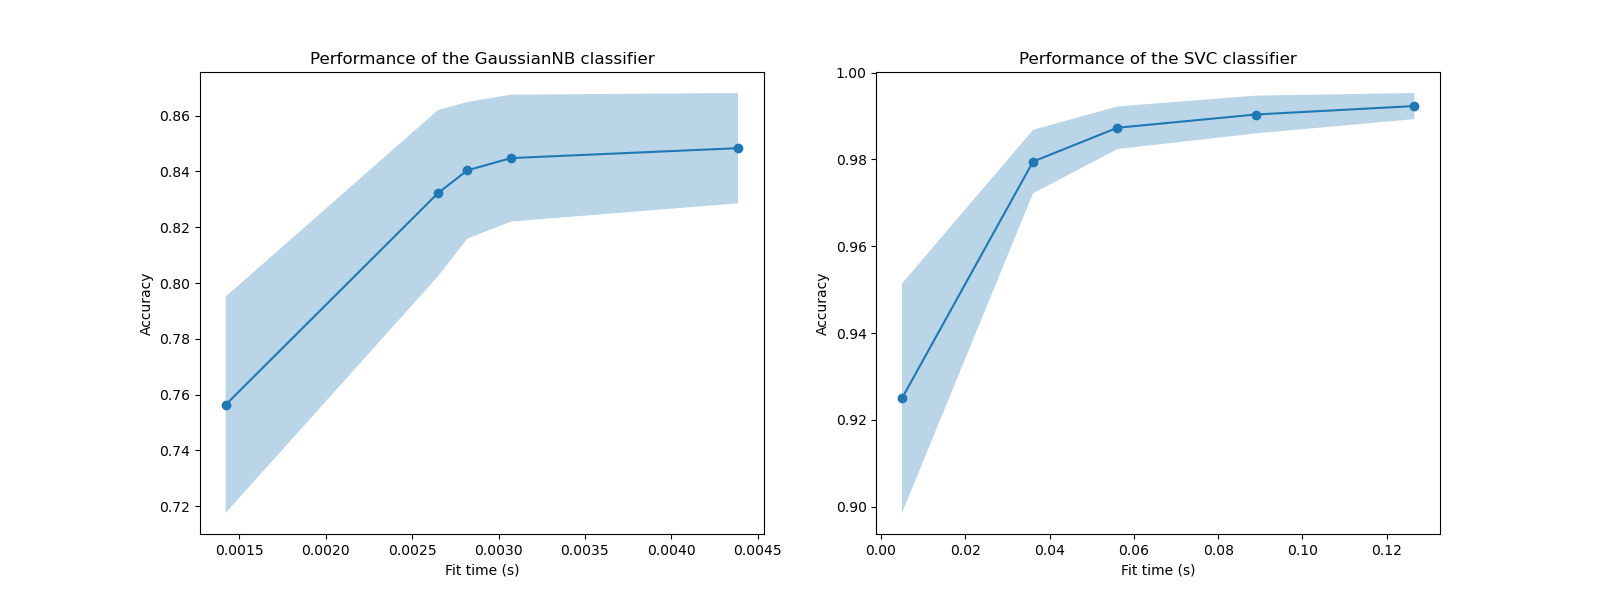 Performance of the GaussianNB classifier
Accuracy
0.86
0.84
0.82
0.80
0.78
0.76
0.74
0.72
0.0015 0.0020 0.0025 0.0030 0.0035 0.0040 0.0045
Fit time (s)
Performance of the SVC classifier
Accuracy
1.00
0.98
0.96
0.94
0.92
0.90
0.00 0.02 0.04 0.06 0.08 0.10 0.12
Fit time (s)